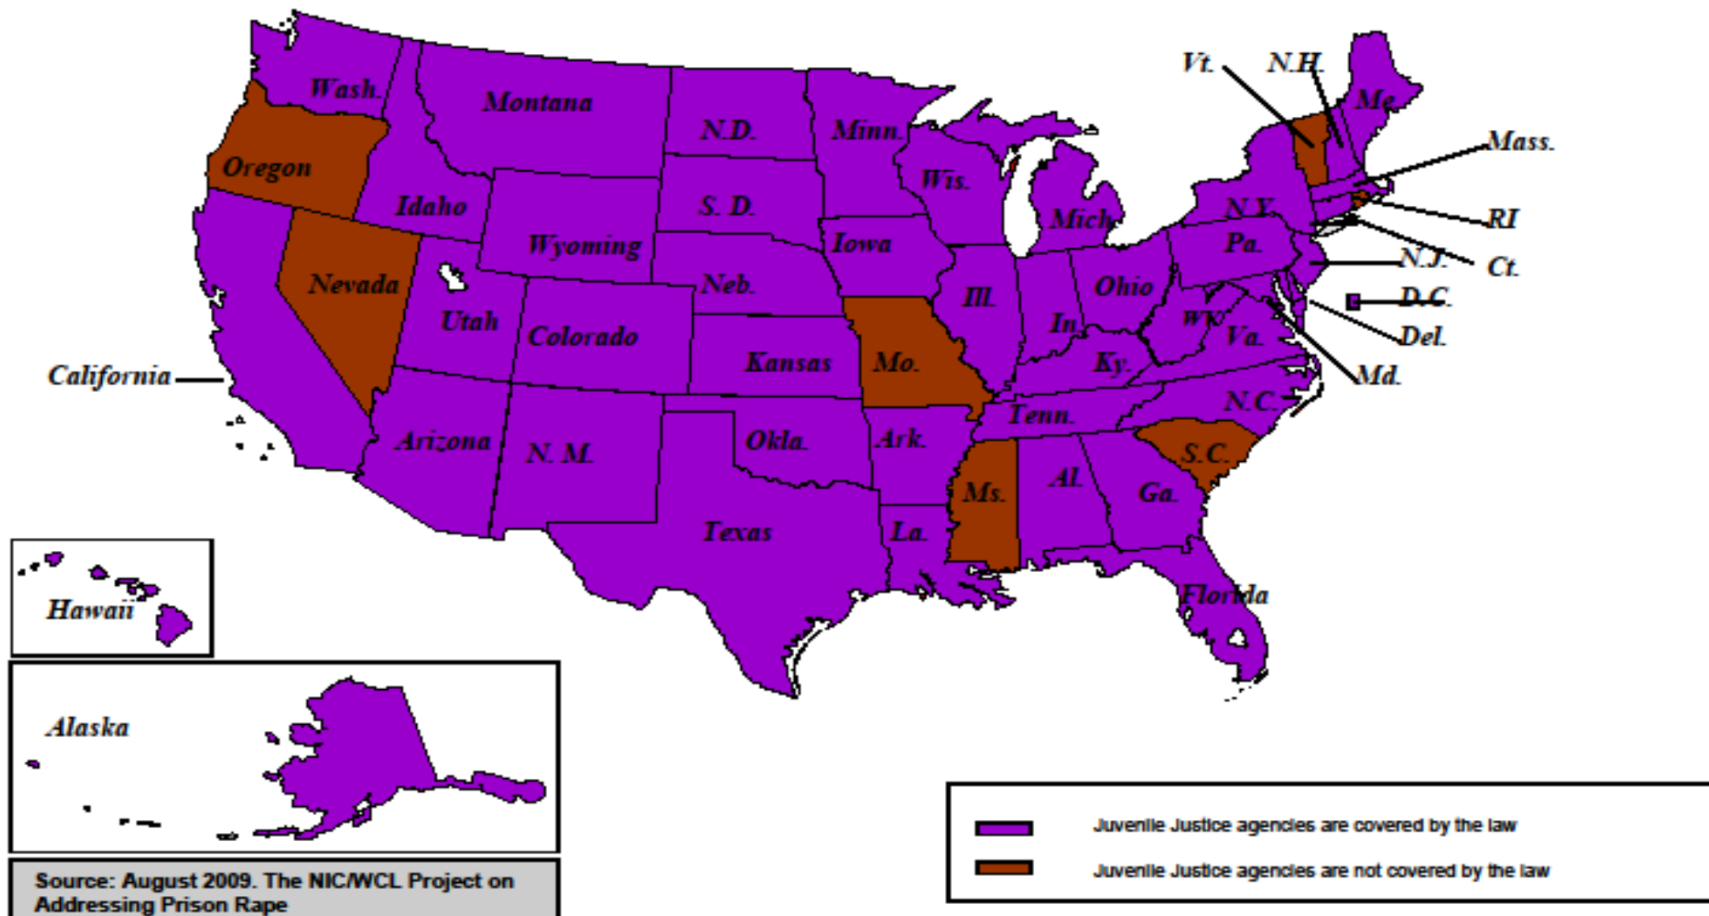 Vt.
N.H.
Wash.
Montana
Me.
N.D.
Minn.
Mass.
Oregon
Wis.
Idaho
S. D.
N.Y.
Mich
RI
Wyoming
Iowa
Pa.
N.J.
Ct.
Nevada
Neb.
Ill.
Ohio
D.C.
Utah
Colorado
In.
WV
Va.
Del.
California
Kansas
Mo.
Ky.
Md.
Tenn.
N.C.
Arizona
N. M.
Okla.
Ark.
S.C.
Ms.
Al.
Ga.
Texas
La.
Florida
Hawaii
Alaska
Juvenile Justice agencies are covered by the law
Juvenile Justice agencies are not covered by the law
Source: August 2009. The NIC/WCL Project on
Addressing Prison Rape